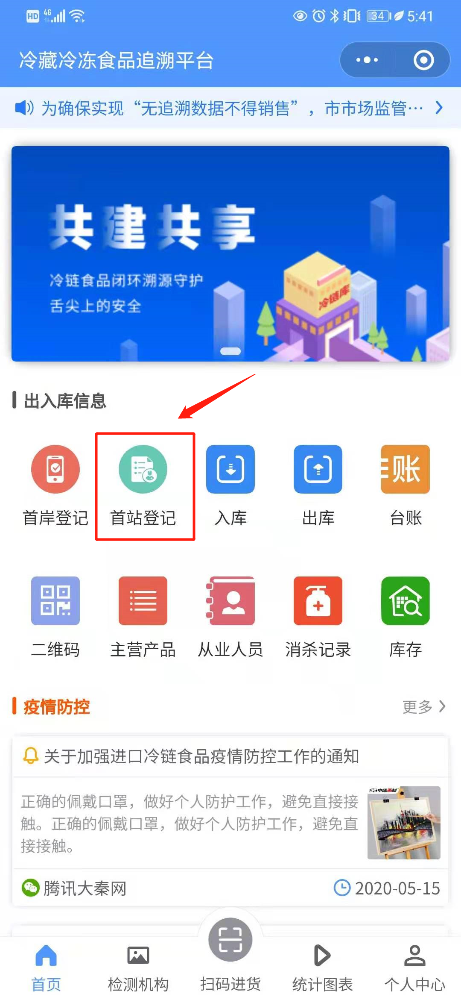 HD 4G 34 5:41
冷藏冷冻食品追溯平台
为确保实现“无追溯数据不得销售”，市市场监管…
共建共享
冷链食品闭环溯源守护
舌尖上的安全
冷链库
出入库信息
账
首岸登记 首站登记 入库 出库 台账
二维码 主营产品 从业人员 消杀记录 库存
疫情防控 更多
关于加强进口冷链食品疫情防控工作的通知
正确的佩戴口罩，做好个人防护工作，避免直接接
触。正确的佩戴口罩，做好个人防护工作，避免直
接接触。
中盛画材
腾讯大秦网 2020-05-15
首页 检测机构 扫码进货 统计图表 个人中心